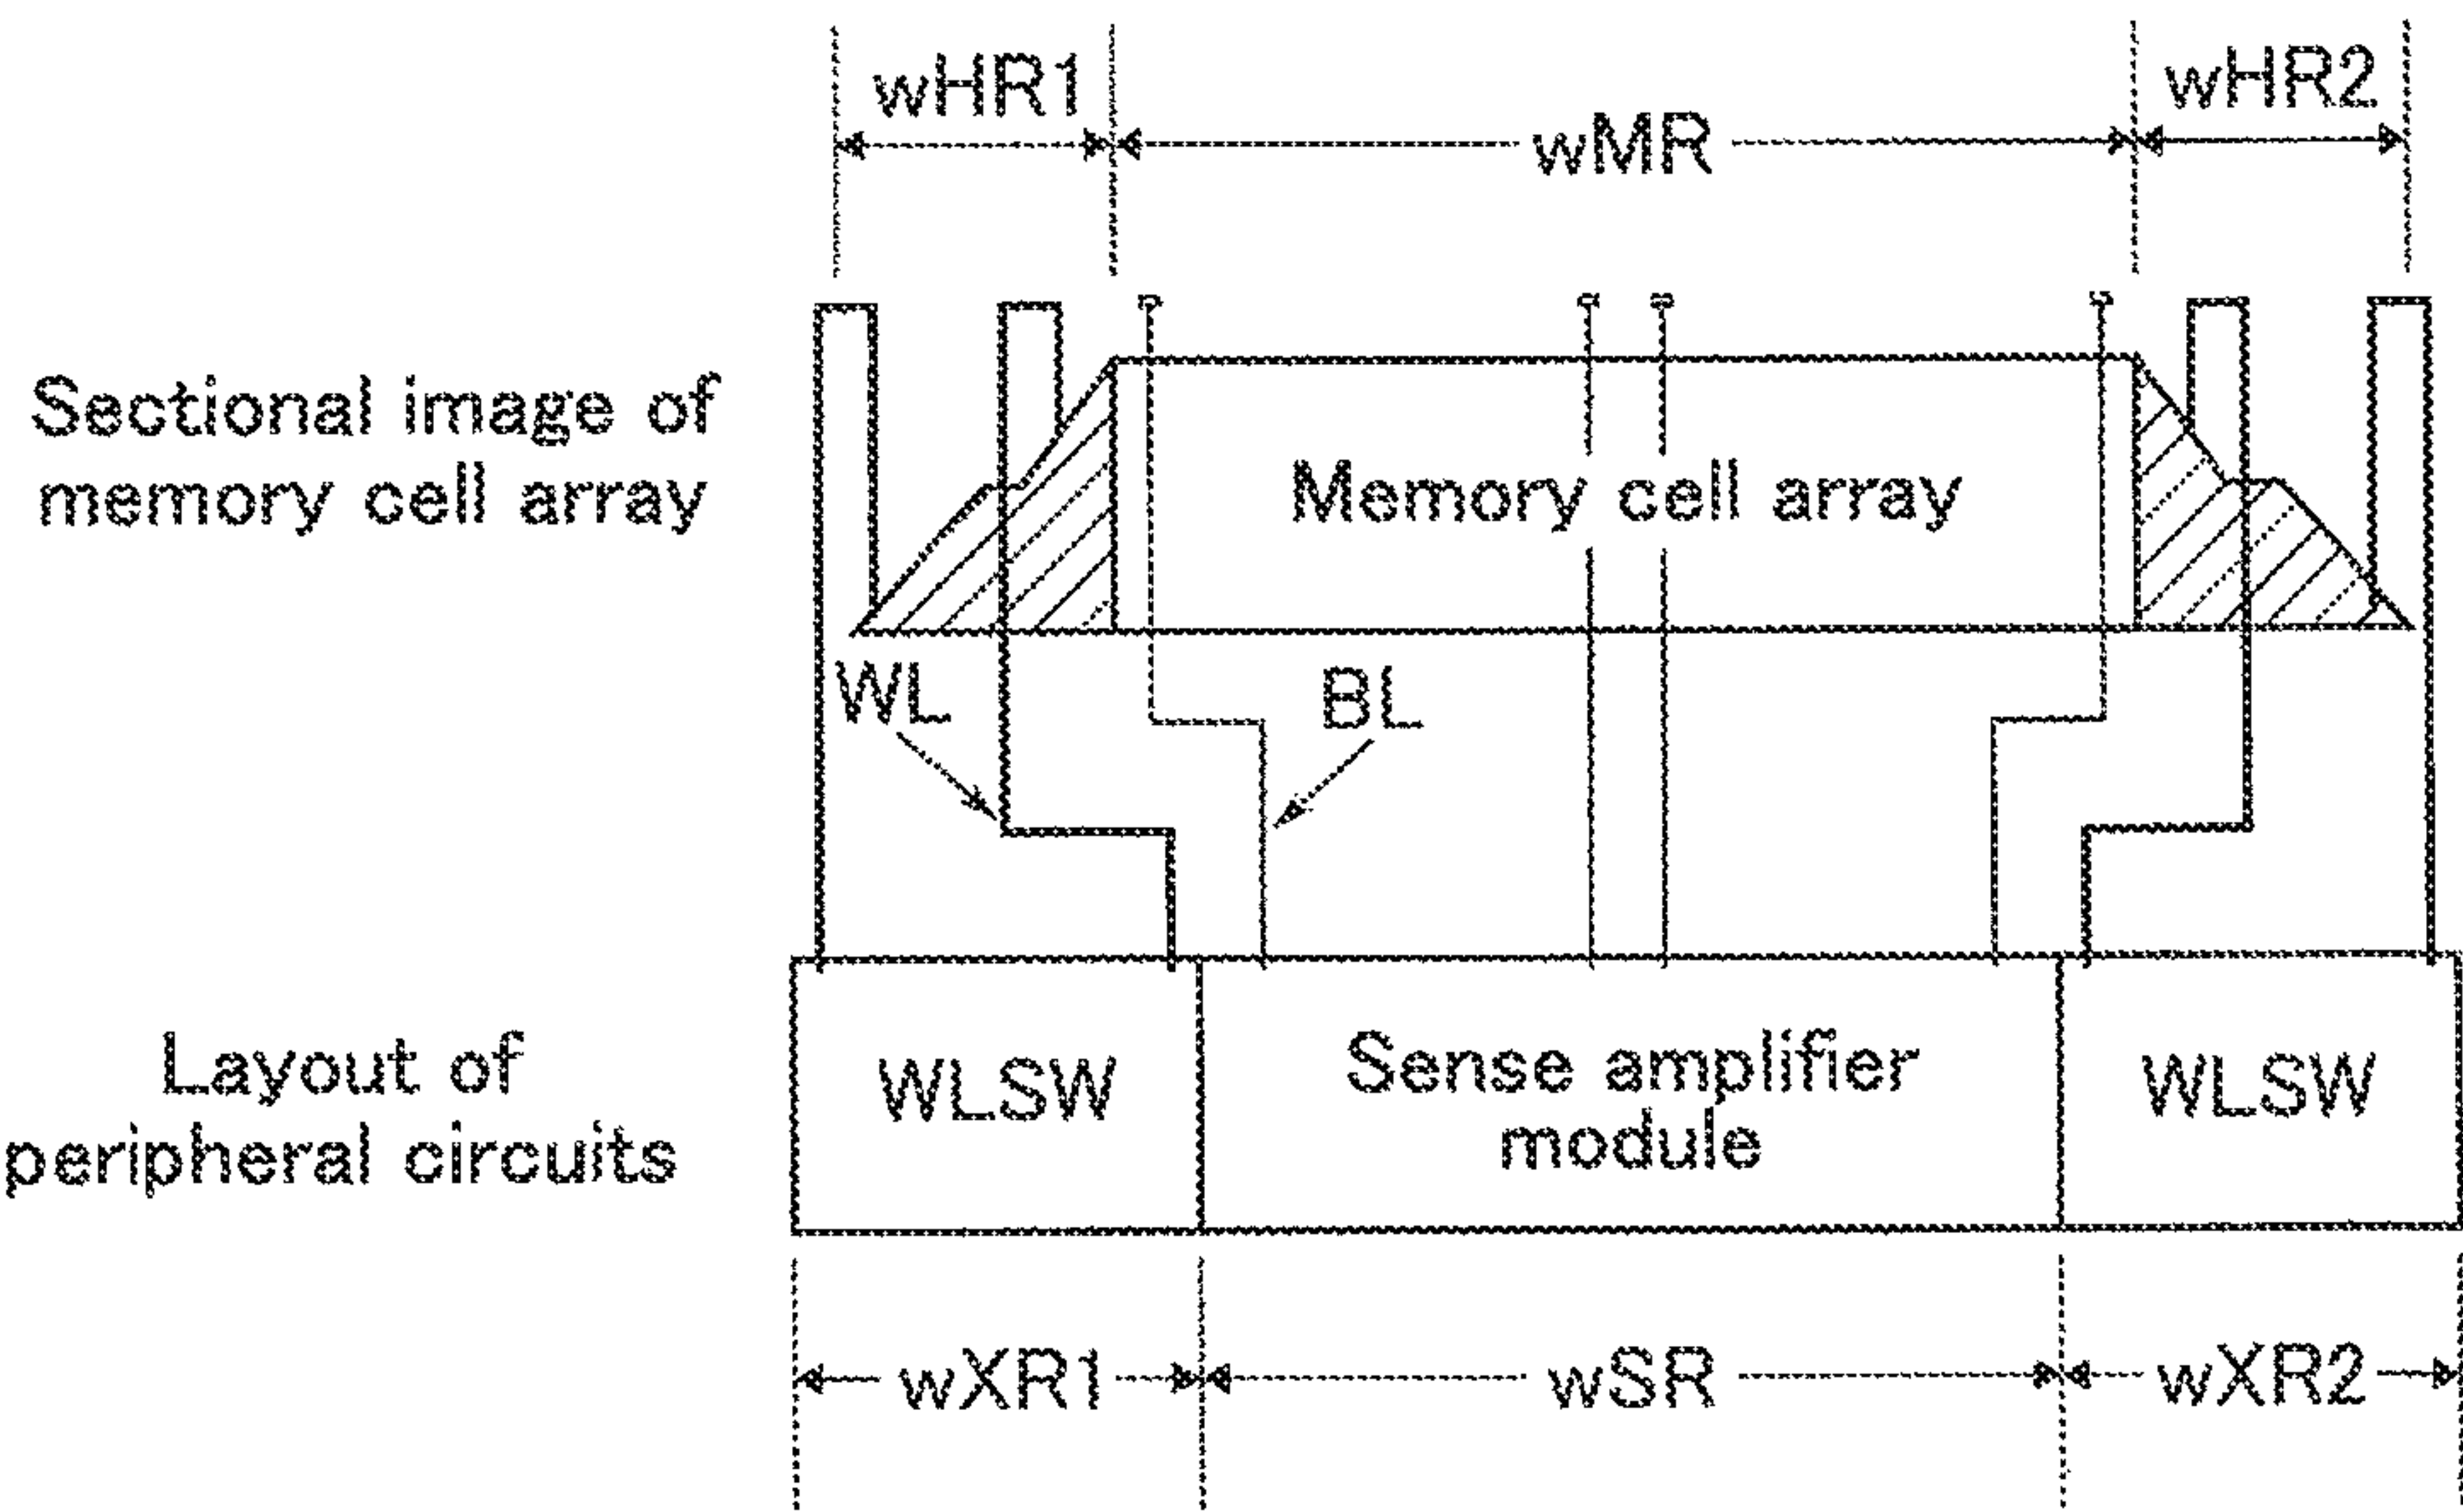 wHR1
wMR
wHR2
Sectional image of
memory cell array
Memory cell array
WL
BL
Layout of
peripheral circuits
WLSW
Sense amplifier
module
WLSW
wXR1
wSR
wXR2